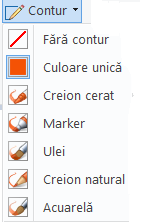 Contur
Fără contur
Culoare unică
Creion cerat
Marker
Ulei
Creion natural
Acuarelă